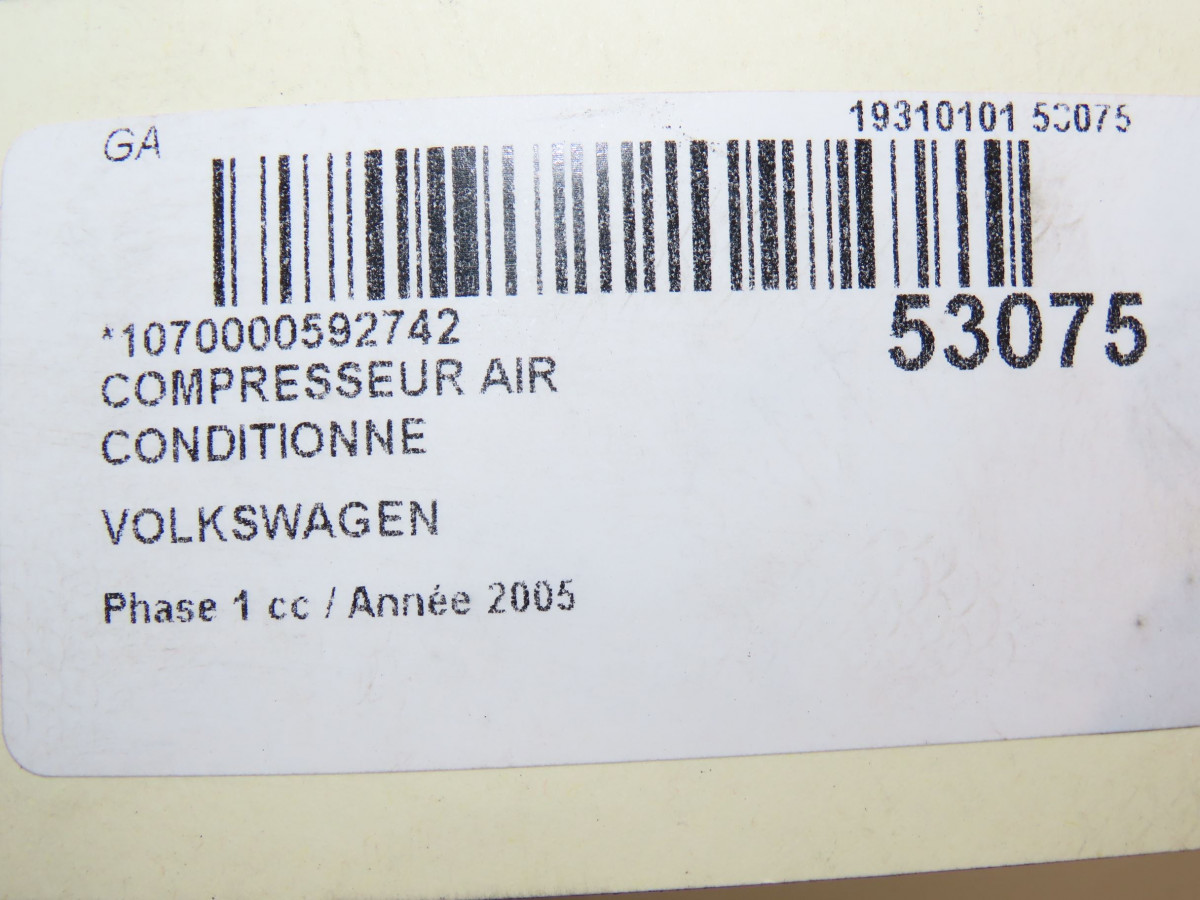 GA
19310101 53075
*1070000592742
53075
COMPRESSEUR AIR
CONDITIONNE
VOLKSWAGEN
Phase 1 cc / Année 2005